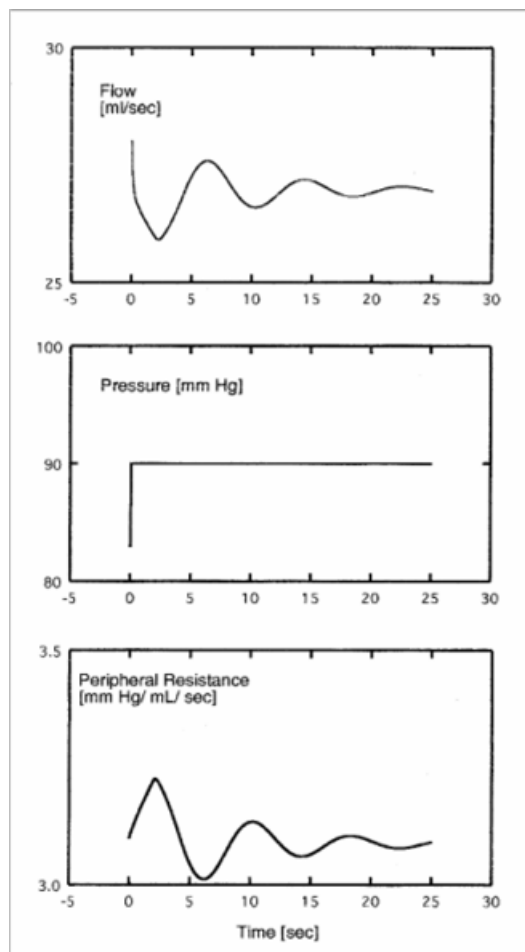 30
Flow
[ml/sec]
25
-5 0 5 10 15 20 25 30
100
Pressure [mm Hg]
90
80
-5 0 5 10 15 20 25 30
3.5
Peripheral Resistance
[mm Hg/ mL/ sec]
3.0
-5 0 5 10 15 20 25 30
Time [sec]